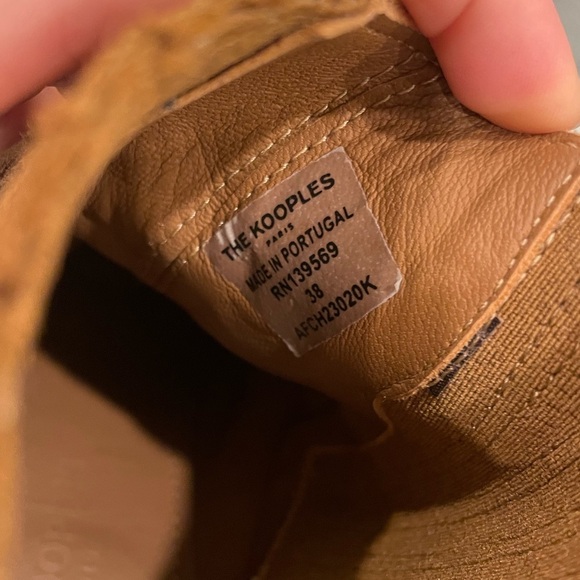 THE KOOPLES
PARIS
MADE IN PORTUGAL
RN139569
38
AFCH23020K